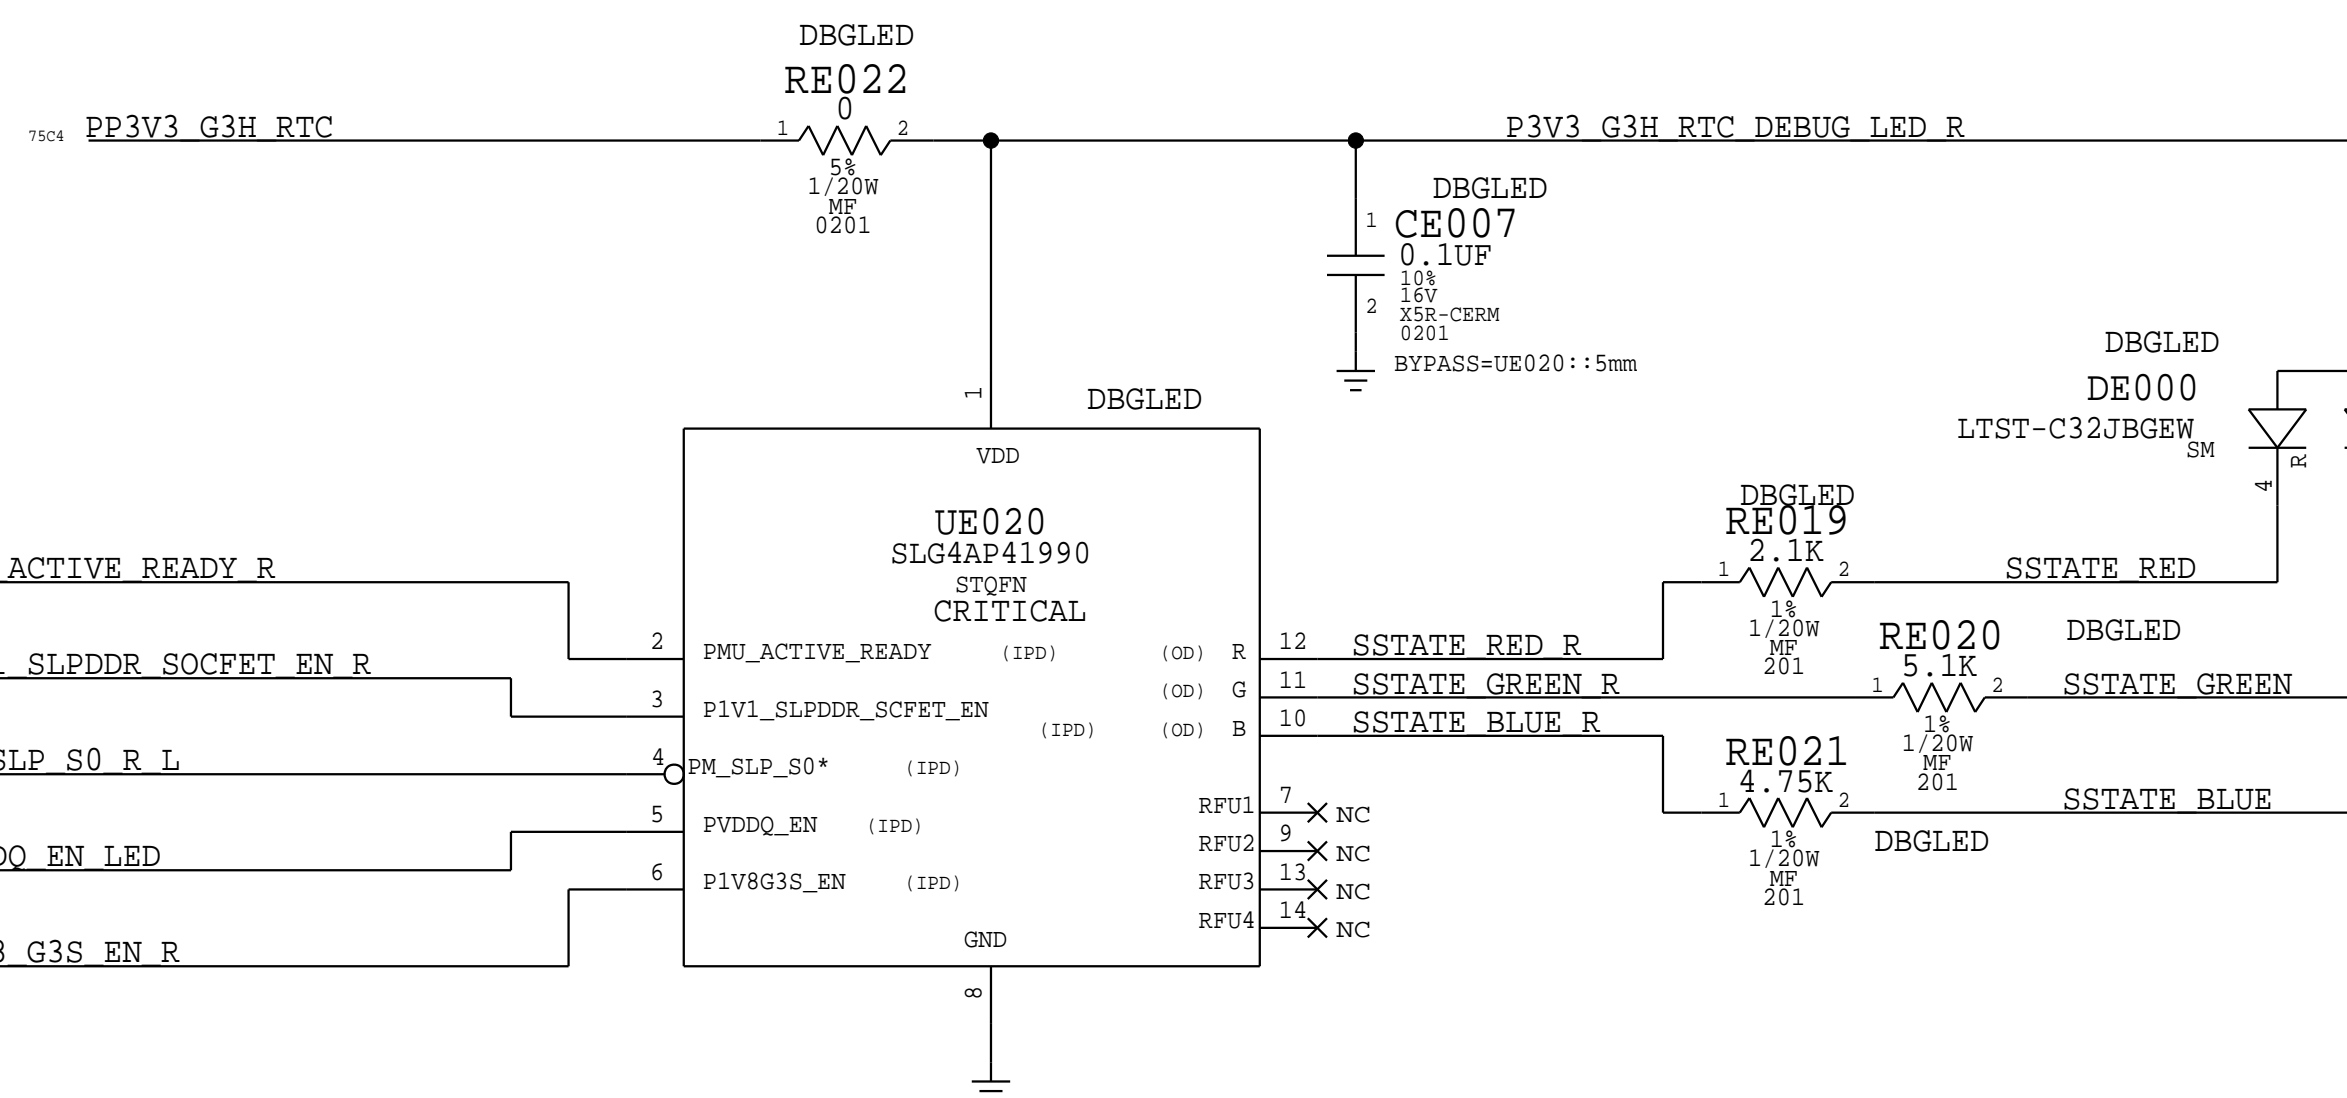 DBGLED
RE022
0
75C4 PP3V3_G3H_RTC
1 2
5%
1/20W
MF
0201
P3V3_G3H_RTC_DEBUG_LED_R
DBGLED
1 CE007
0.1UF
10%
16V
2
X5R-CERM
0201
BYPASS=UE020::5mm
DBGLED
DE000
LTST-C32JBGEW
SM
R
4
1
DBGLED
VDD
UE020
SLG4AP41990
STQFN
CRITICAL
_ACTIVE_READY_R
2 PMU_ACTIVE_READY (IPD)
_SLPDDR_SOCFET_EN_R
3 P1V1_SLPDDR_SCFET_EN
(IPD)
SLP_S0_R_L
4 PM_SLP_S0* (IPD)
5 PVDDQ_EN (IPD)
DQ_EN_LED
6 P1V8G3S_EN (IPD)
_G3S_EN_R
GND
8
(OD) R 12 SSTATE_RED_R
(OD) G 11 SSTATE_GREEN_R
(OD) B 10 SSTATE_BLUE_R
RFU1 7 NC
RFU2 9 NC
RFU3 13 NC
RFU4 14 NC
DBGLED
RE019
2.1K
1 2 SSTATE_RED
1%
1/20W
MF
201
RE020 DBGLED
5.1K
1 2 SSTATE_GREEN
1%
1/20W
MF
201
RE021
4.75K
1 2 SSTATE_BLUE
1%
1/20W
MF
201
DBGLED